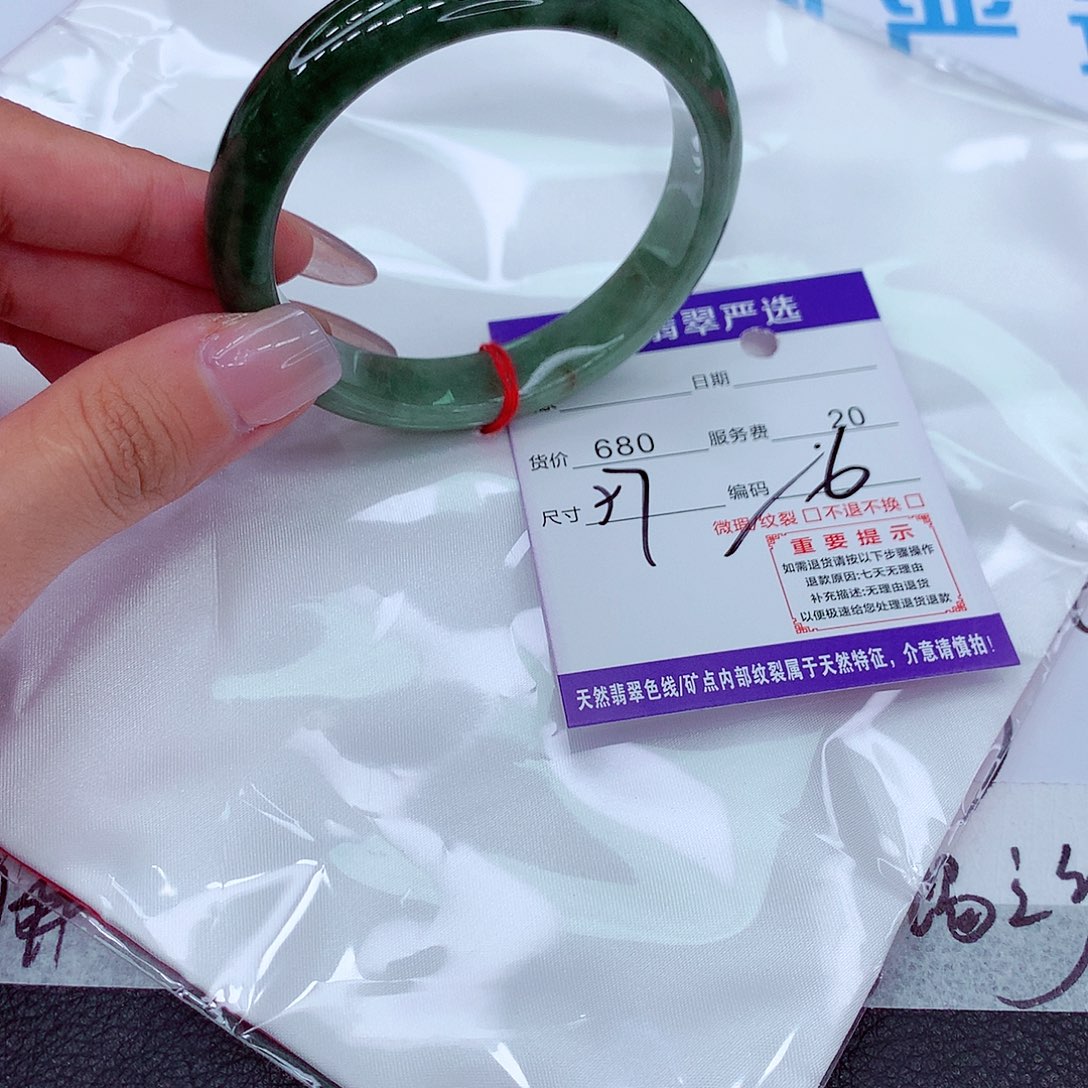 翡翠严选
日期
货价 680 服务费 20
尺寸 编码
微瑕/纹裂 □不退不换 □
重要提示
如需退货请按以下步骤操作
退款原因:七天无理由
补充描述:无理由退货
以便极速给您处理退货退款
天然翡翠色线/矿点内部纹裂属于天然特征，介意请慎拍!